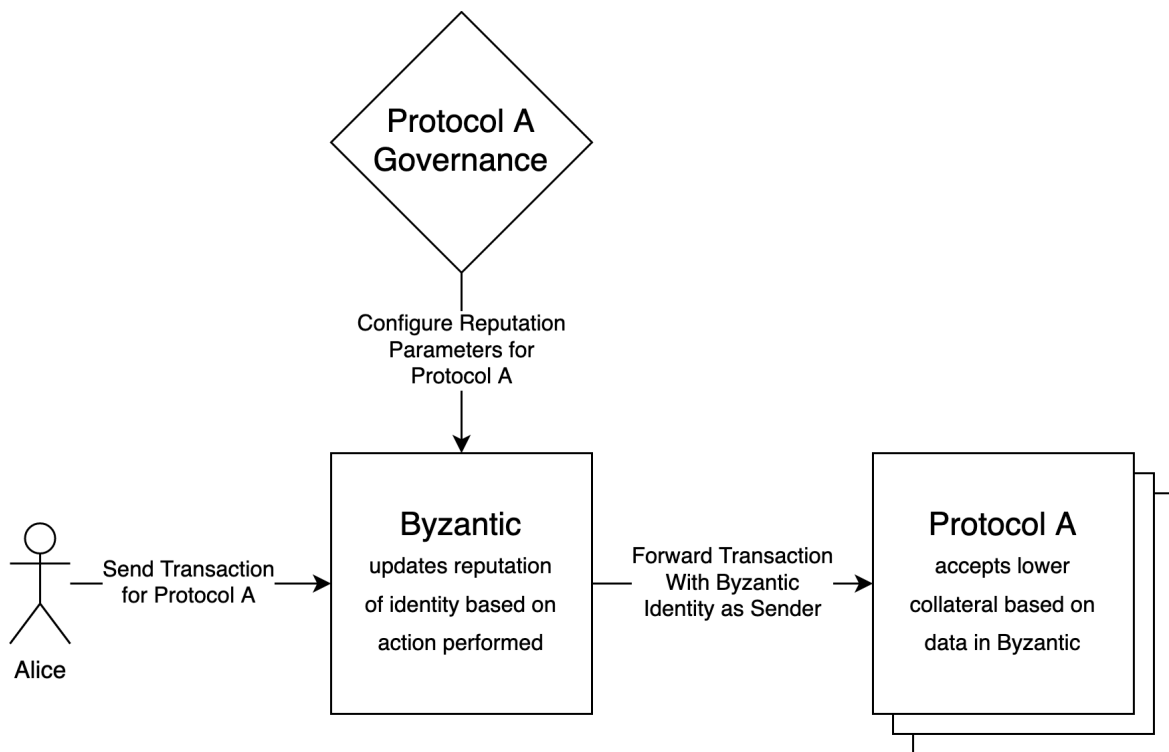 Protocol A
Governance
Configure Reputation
Parameters for
Protocol A
Alice
Send Transaction
for Protocol A
Byzantic
updates reputation
of identity based on
action performed
Forward Transaction
With Byzantic
Identity as Sender
Protocol A
accepts lower
collateral based on
data in Byzantic